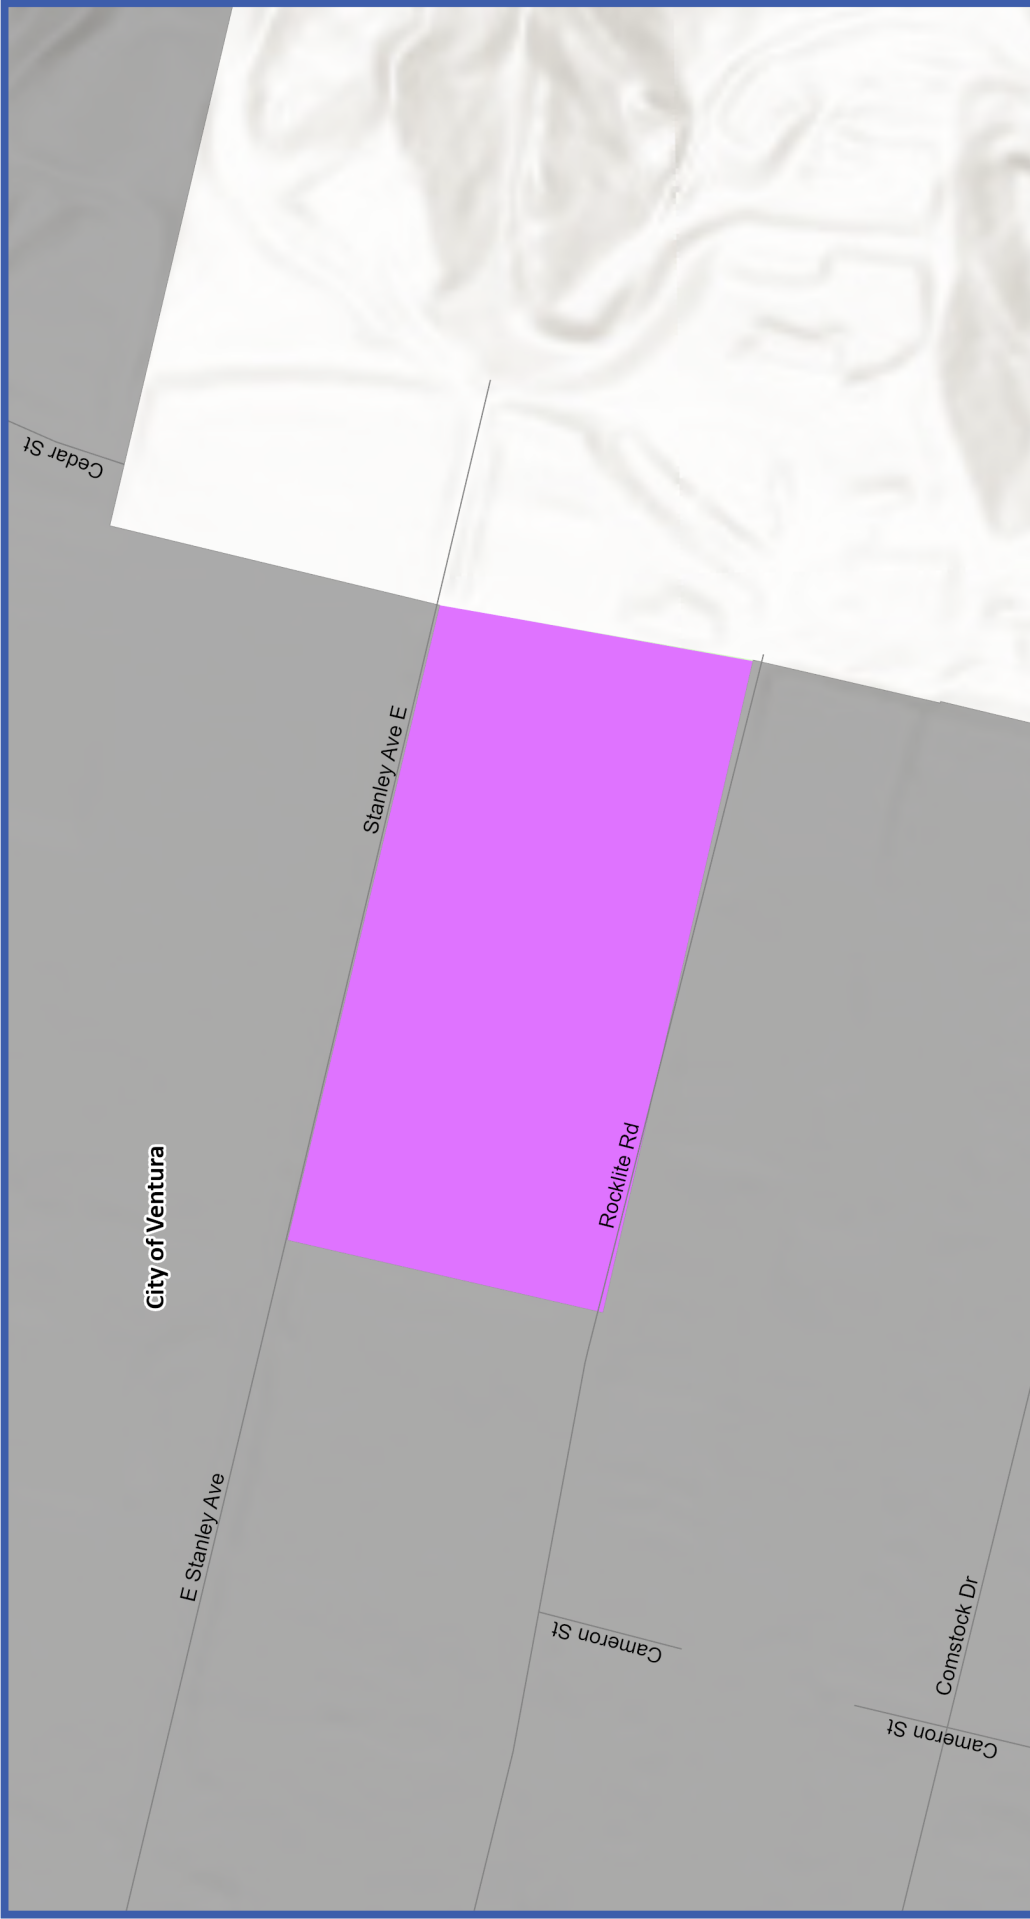 Cedar St
Stanley Ave E
Rocklite Rd
City of Ventura
E Stanley Ave
Cameron St
Comstock Dr
Cameron St